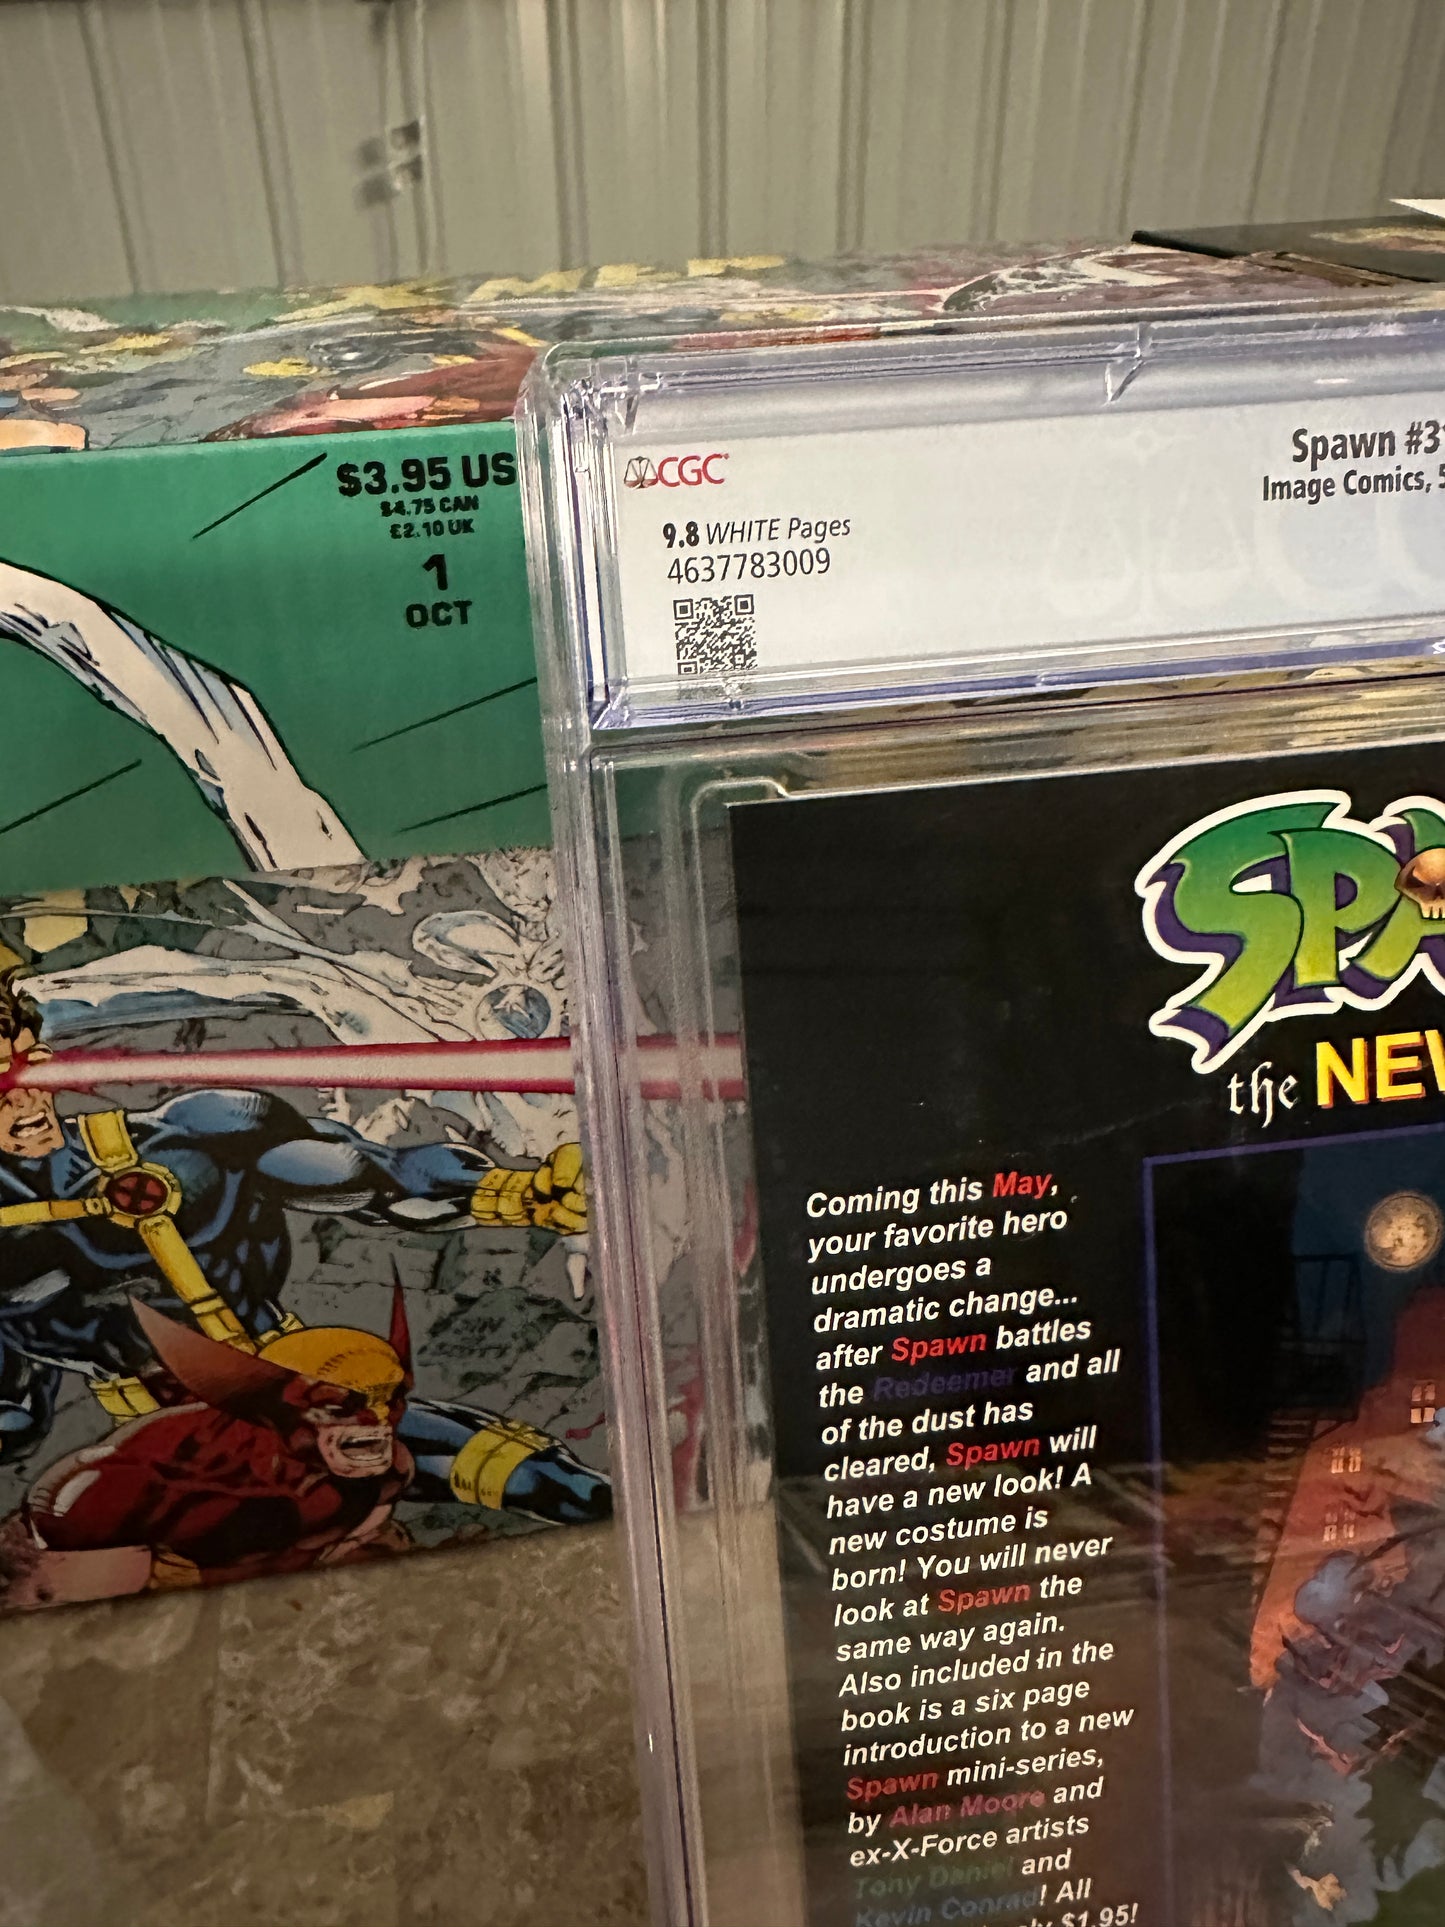 $3.95 US
$4.75 CAN
£2.10 UK
1
OCT
CGC
9.8 WHITE Pages
4637783009
Spawn #3
Image Comics,
the NEW
Coming this May,
your favorite hero
undergoes a
dramatic change...
after Spawn battles
the Redeemer and all
of the dust has
cleared, Spawn will
have a new look! A
new costume is
born! You will never
look at Spawn the
same way again.
Also included in the
book is a six page
introduction to a new
Spawn mini-series,
by Alan Moore and
ex-X-Force artists
Tony Daniel and
Kevin Conrad! All
$1.95!